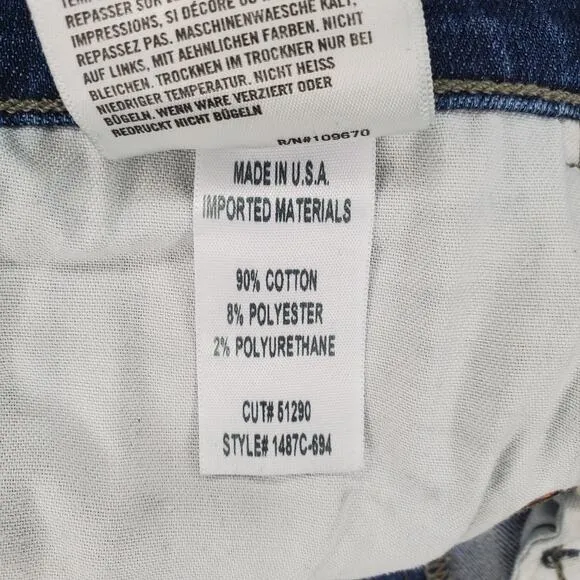 REPASSER SUR
IMPRESSIONS, SI DÉCORÉ OU
REPASSEZ PAS. MASCHINENWAESCHE KALT,
AUF LINKS, MIT AEHNLICHEN FARBEN. NICHT
BLEICHEN. TROCKNEN IM TROCKNER NUR BEI
NIEDRIGER TEMPERATUR. NICHT HEISS
BÜGELN. WENN WARE VERZIERT ODER
BEDRUCKT NICHT BÜGELN
R/N#109670
MADE IN U.S.A.
IMPORTED MATERIALS
90% COTTON
8% POLYESTER
2% POLYURETHANE
CUT# 51290
STYLE# 1487C-694